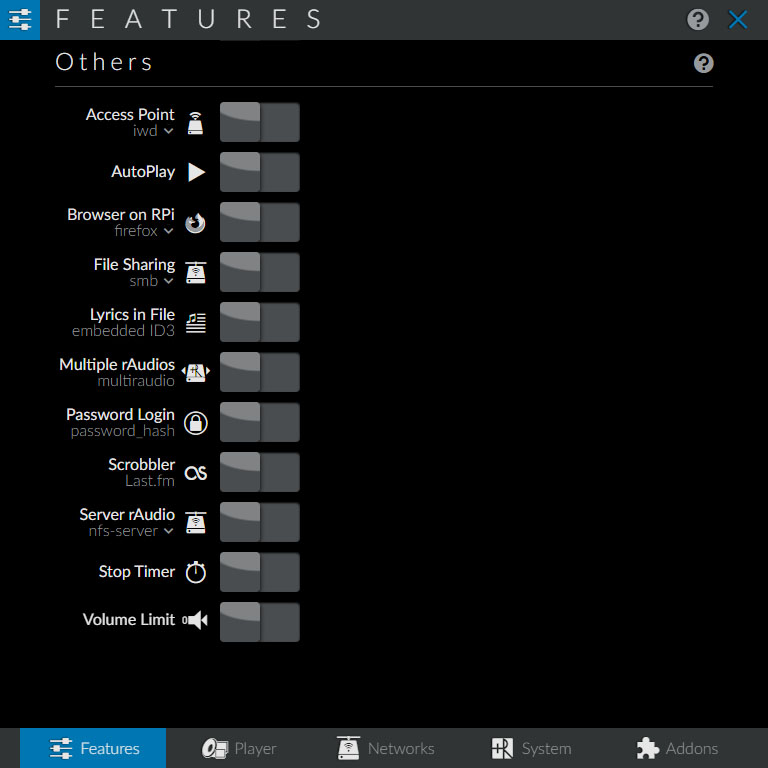 FEATURES
Others
Access Point
iwd
AutoPlay
Browser on RPi
firefox
File Sharing
smb
Lyrics in File
embedded ID3
Multiple rAudios
multiraudio
Password Login
password_hash
Scrobbler
Last.fm
Server rAudio
nfs-server
Stop Timer
Volume Limit
Features Player Networks System Addons